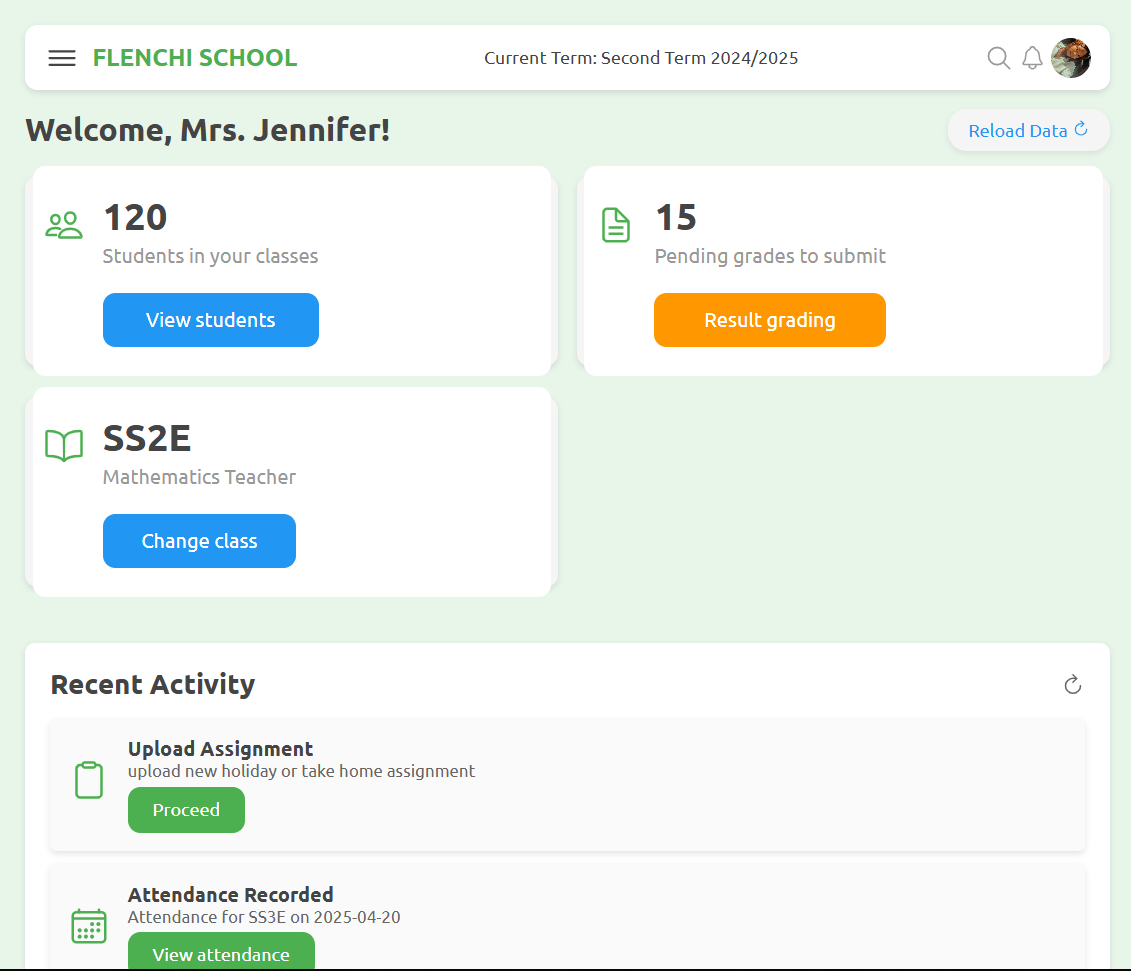 FLENCHI SCHOOL
Current Term: Second Term 2024/2025
Welcome, Mrs. Jennifer!
Reload Data
120
Students in your classes
View students
15
Pending grades to submit
Result grading
SS2E
Mathematics Teacher
Change class
Recent Activity
Upload Assignment
upload new holiday or take home assignment
Proceed
Attendance Recorded
Attendance for SS3E on 2025-04-20
View attendance